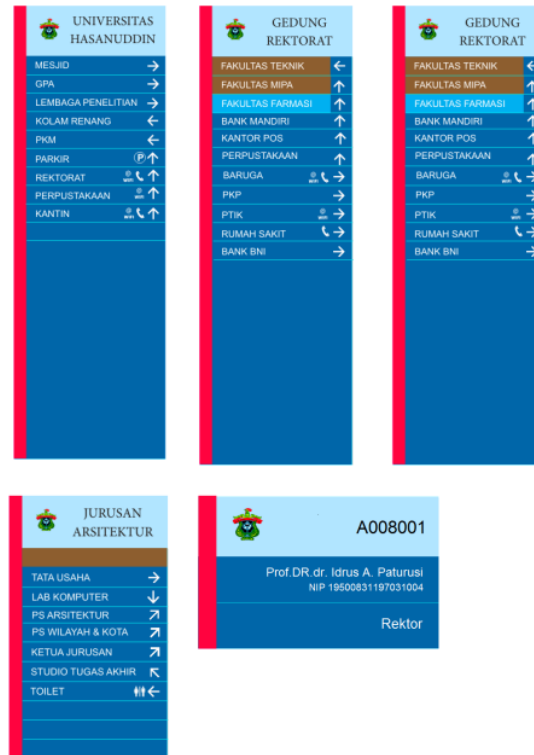 UNIVERSITAS
HASANUDDIN
MESJID
GPA
LEMBAGA PENELITIAN
KOLAM RENANG
PKM
PARKIR P
REKTORAT
PERPUSTAKAAN
KANTIN
GEDUNG
REKTORAT
FAKULTAS TEKNIK
FAKULTAS MIPA
FAKULTAS FARMASI
BANK MANDIRI
KANTOR POS
PERPUSTAKAAN
BARUGA
PKP
PTIK
RUMAH SAKIT
BANK BNI
GEDUNG
REKTORAT
FAKULTAS TEKNIK
FAKULTAS MIPA
FAKULTAS FARMASI
BANK MANDIRI
KANTOR POS
PERPUSTAKAAN
BARUGA
PKP
PTIK
RUMAH SAKIT
BANK BNI
JURUSAN
ARSITEKTUR
TATA USAHA
LAB KOMPUTER
PS ARSITEKTUR
PS WILAYAH & KOTA
KETUA JURUSAN
STUDIO TUGAS AKHIR
TOILET
A008001
Prof.DR.dr. Idrus A. Paturusi
NIP 19500831197031004
Rektor